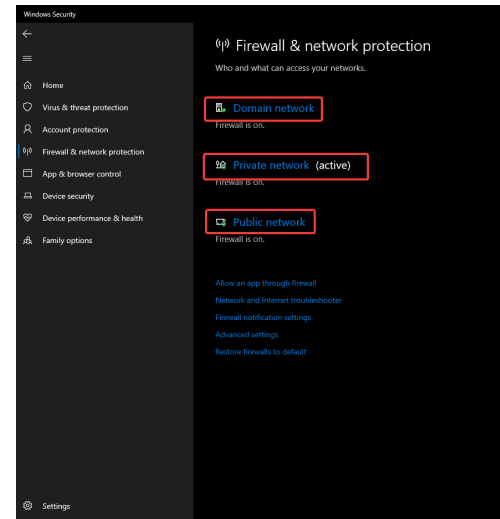 Windows Security
Firewall & network protection
Who and what can access your networks.
Home
Virus & threat protection
Account protection
Firewall & network protection
App & browser control
Device security
Device performance & health
Family options
Domain network
Firewall is on.
Private network (active)
Firewall is on.
Public network
Firewall is on.
Allow an app through firewall
Network and Internet troubleshooter
Firewall notification settings
Advanced settings
Restore firewalls to default
Settings